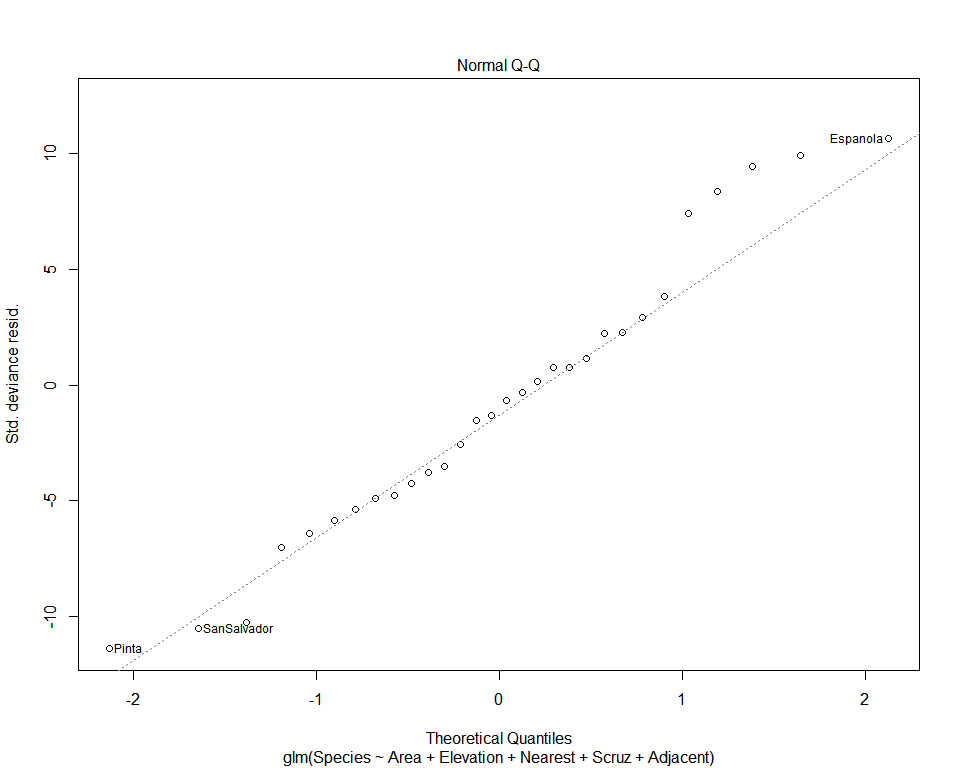 Normal Q-Q
Std. deviance resid.
10
5
0
-5
-10
Espanola
SanSalvador
Pinta
-2 -1 0 1 2
Theoretical Quantiles
glm(Species ~ Area + Elevation + Nearest + Scruz + Adjacent)